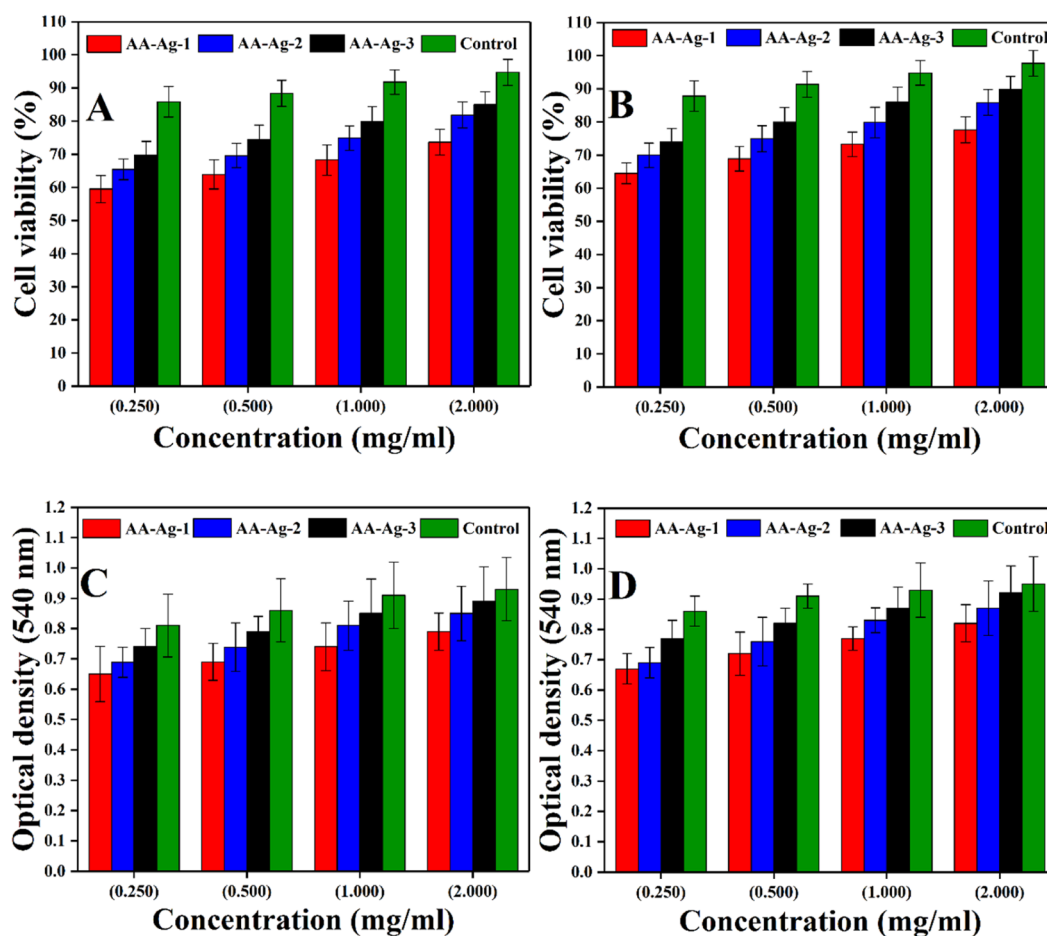 AA-Ag-1 AA-Ag-2 AA-Ag-3 Control
A
Cell viability (%)
110
100
90
80
70
60
50
40
30
20
10
0
(0.250) (0.500) (1.000) (2.000)
Concentration (mg/ml)
AA-Ag-1 AA-Ag-2 AA-Ag-3 Control
B
Cell viability (%)
110
100
90
80
70
60
50
40
30
20
10
0
(0.250) (0.500) (1.000) (2.000)
Concentration (mg/ml)
AA-Ag-1 AA-Ag-2 AA-Ag-3 Control
C
Optical density (540 nm)
1.2
1.1
1.0
0.9
0.8
0.7
0.6
0.5
0.4
0.3
0.2
0.1
0.0
(0.250) (0.500) (1.000) (2.000)
Concentration (mg/ml)
AA-Ag-1 AA-Ag-2 AA-Ag-3 Control
D
Optical density (540 nm)
1.2
1.1
1.0
0.9
0.8
0.7
0.6
0.5
0.4
0.3
0.2
0.1
0.0
(0.250) (0.500) (1.000) (2.000)
Concentration (mg/ml)